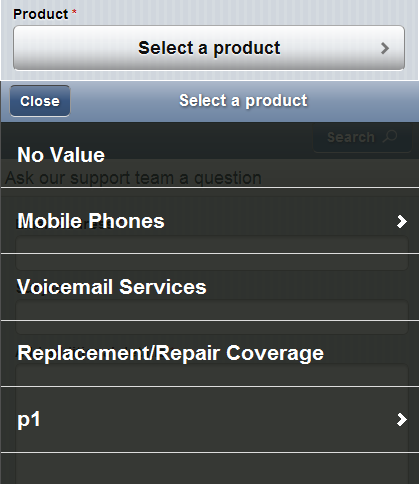 Product *
Select a product
Close
Select a product
Search
No Value
Ask our support team a question
Mobile Phones
Voicemail Services
Replacement/Repair Coverage
p1